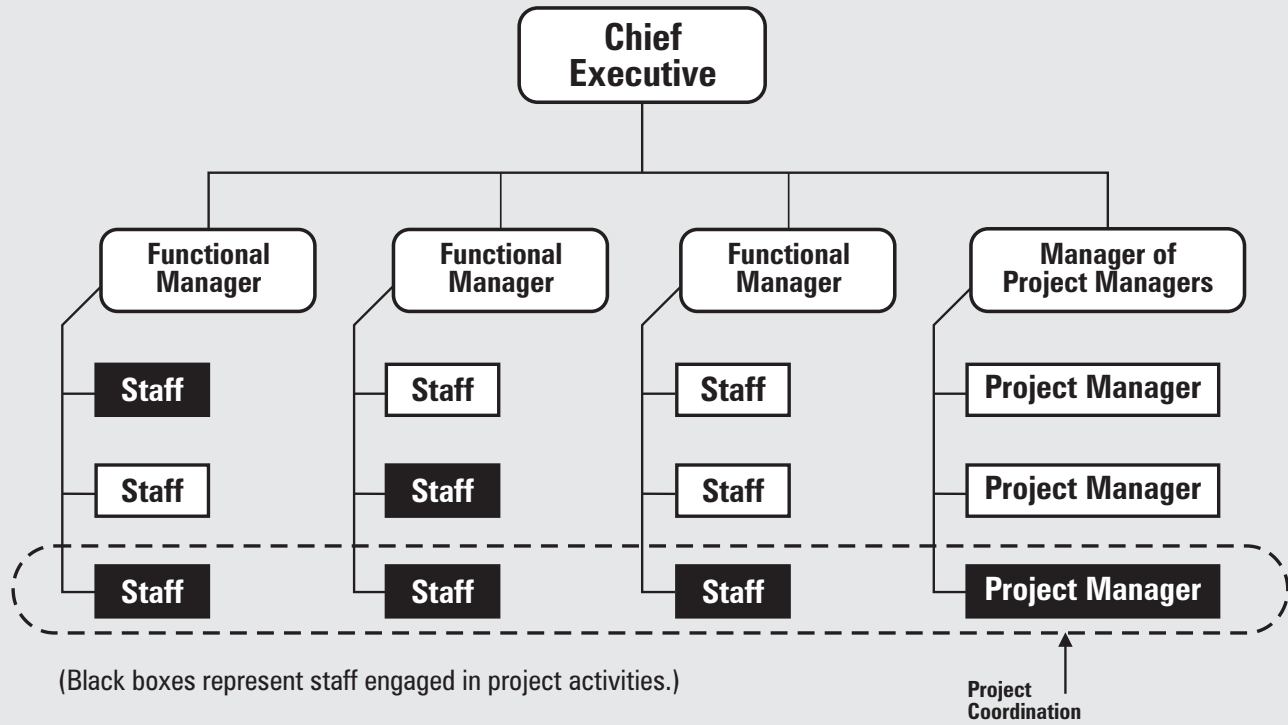 Chief
Executive
Functional
Manager
Functional
Manager
Functional
Manager
Manager of
Project Managers
Staff
Staff
Staff
Project Manager
Staff
Staff
Staff
Project Manager
Staff
Staff
Staff
Project Manager
(Black boxes represent staff engaged in project activities.)
Project
Coordination